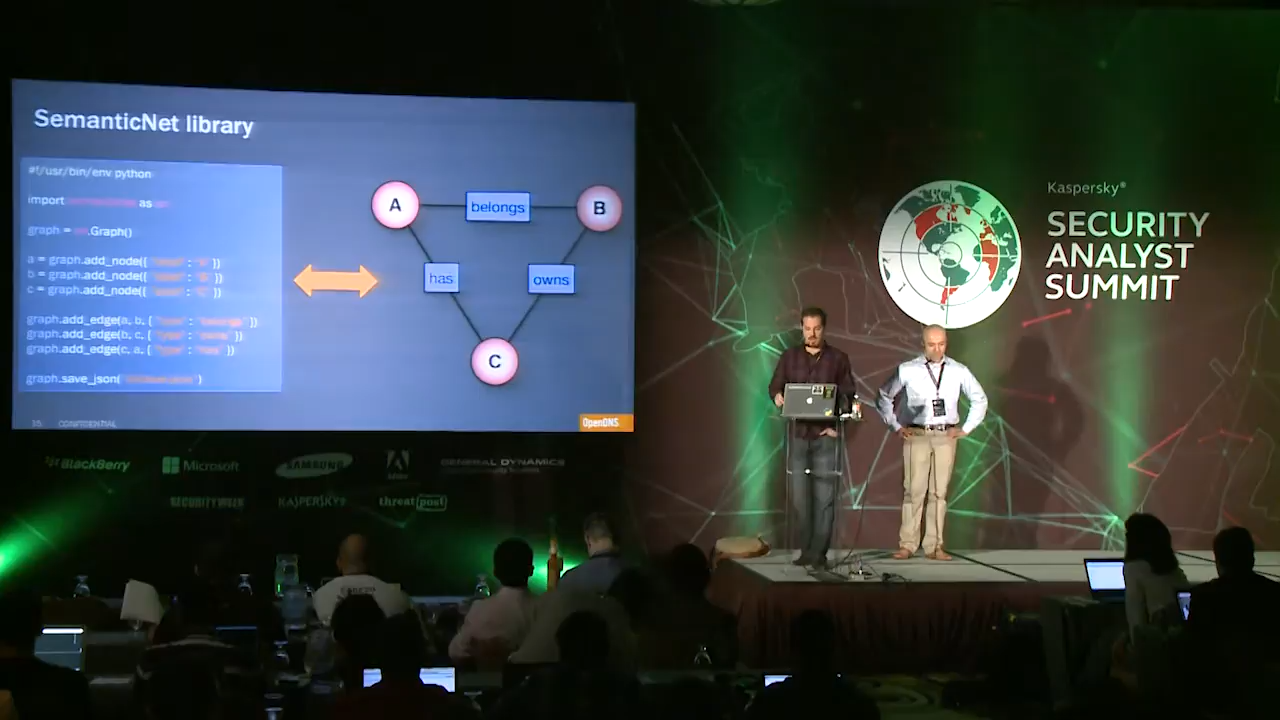 SemanticNet library
#!/usr/bin/env python
import as
graph = .Graph()
a = graph.add_node({ : })
b = graph.add_node({ : })
c = graph.add_node({ : })
graph.add_edge(a, b, { : })
graph.add_edge(b, c, { : })
graph.add_edge(c, a, { : })
graph.save_json( )
A
belongs
B
has
owns
C
CONFIDENTIAL
OpenDNS
Kaspersky®
SECURITY
ANALYST
SUMMIT
BlackBerry
Microsoft
SAMSUNG
Adobe
GENERAL DYNAMICS
SECURITYWEEK
KASPERSKY
threatpost